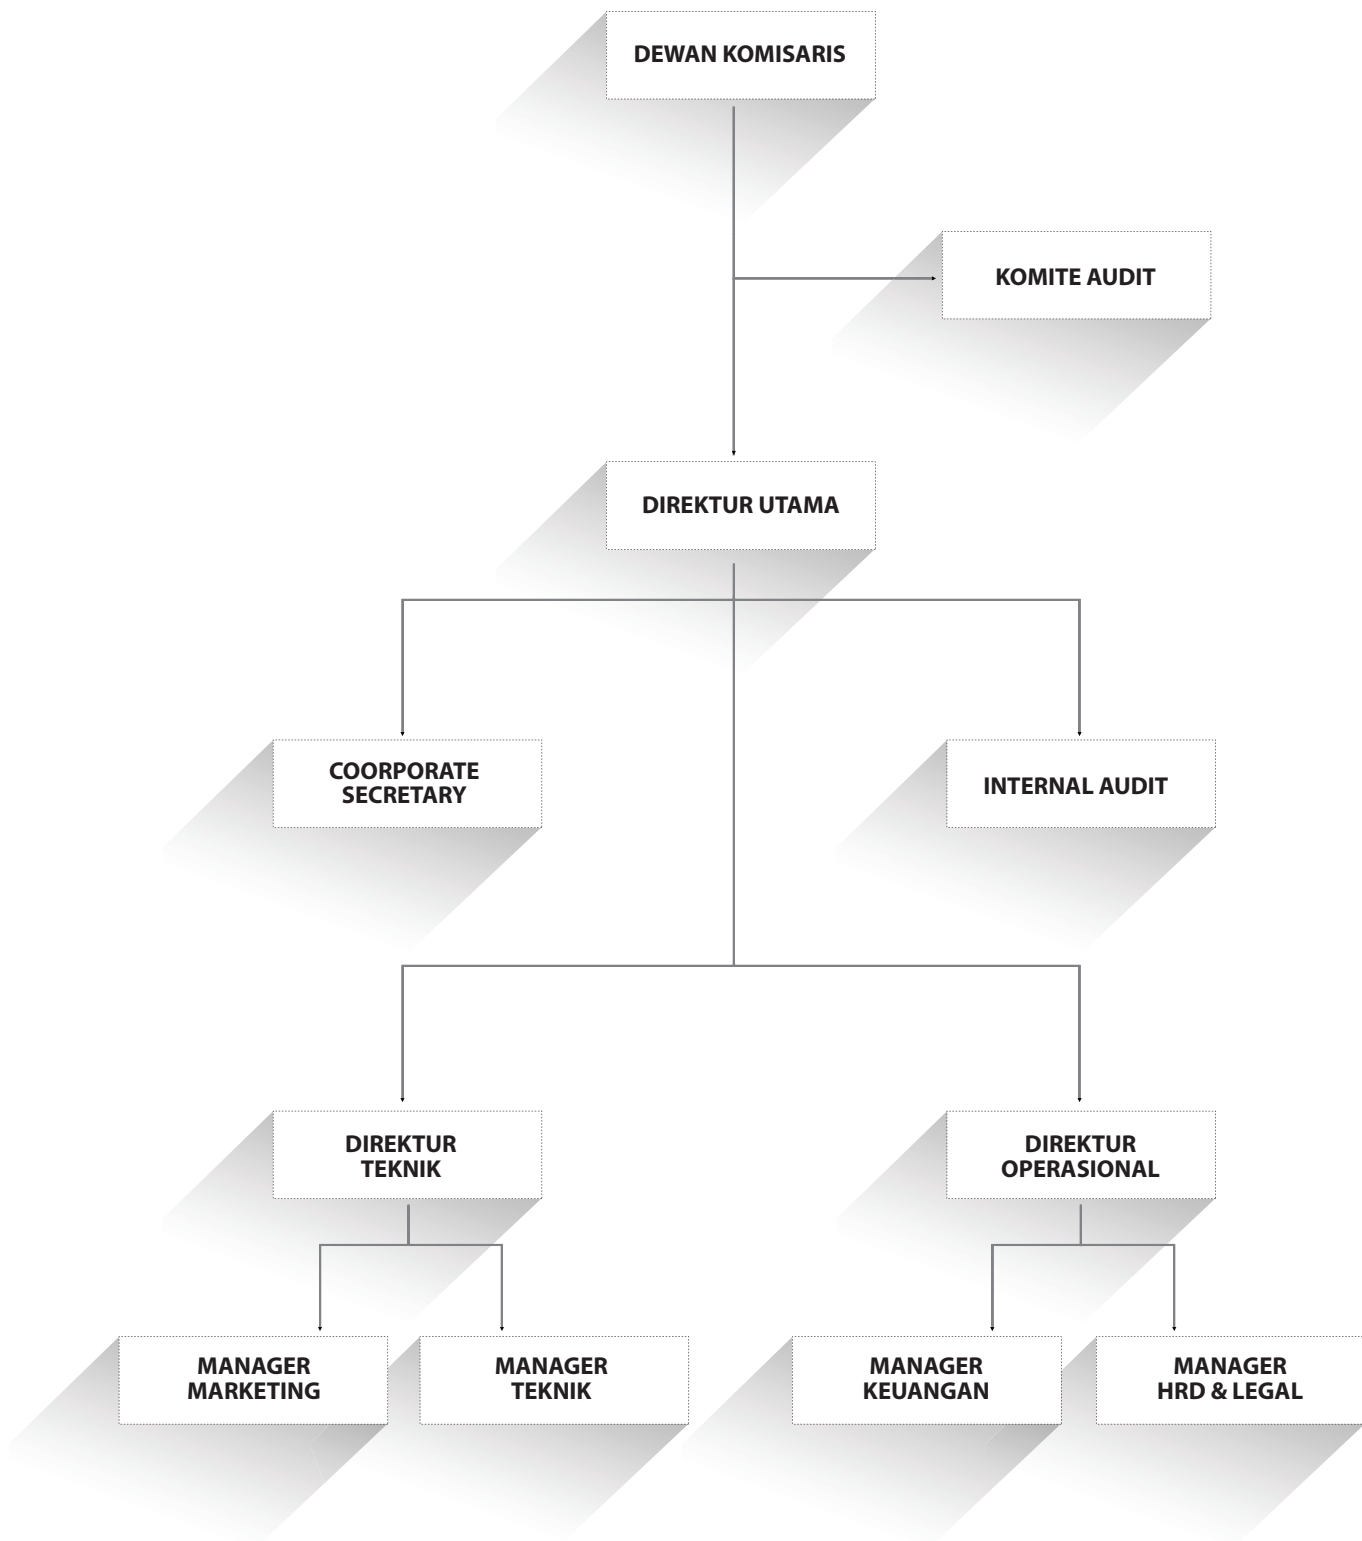 DEWAN KOMISARIS
KOMITE AUDIT
DIREKTUR UTAMA
COORPORATE
SECRETARY
INTERNAL AUDIT
DIREKTUR
TEKNIK
DIREKTUR
OPERASIONAL
MANAGER
MARKETING
MANAGER
TEKNIK
MANAGER
KEUANGAN
MANAGER
HRD & LEGAL